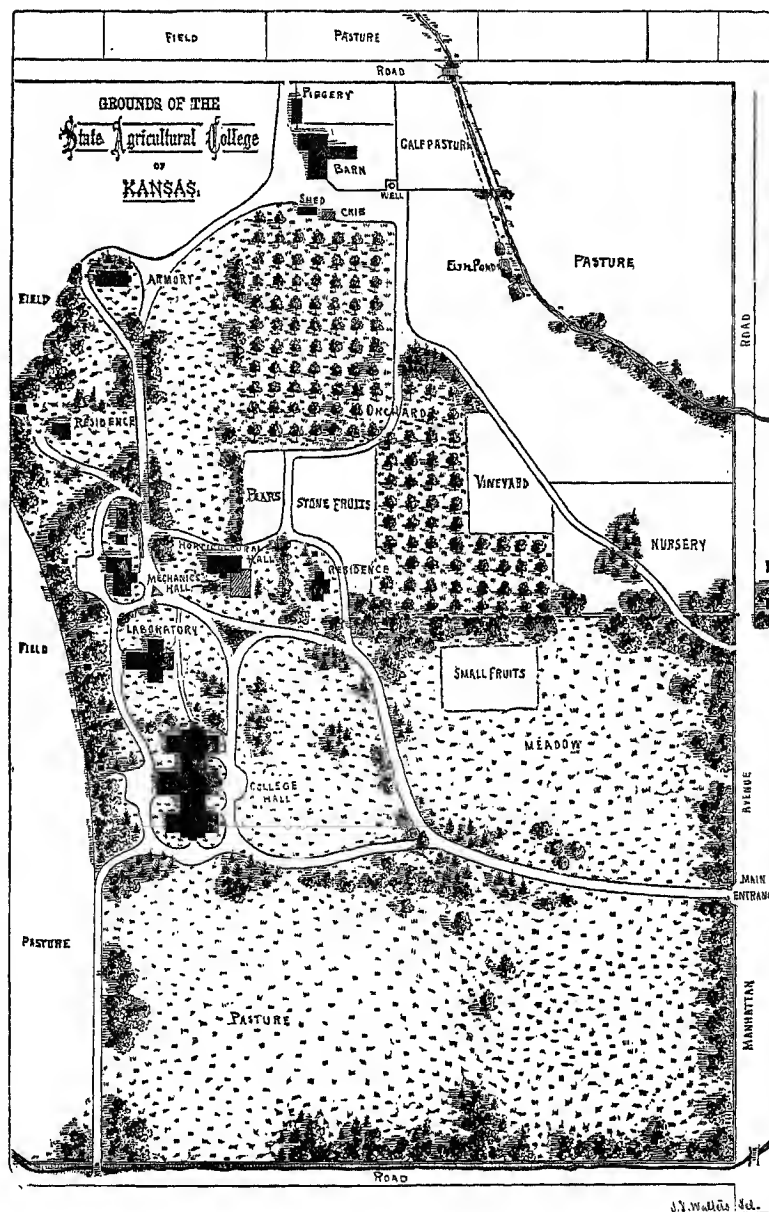 FIELD
PASTURE
ROAD
GROUNDS OF THE
State Agricultural College
OF
KANSAS.
PIGGERY
BARN
CALF PASTURE
WELL
SHED
CRIB
ARMORY
FISH POND
PASTURE
FIELD
ROAD
ORCHARD
RESIDENCE
PEARS
STONE FRUITS
VINEYARD
NURSERY
HORTICULTURAL
HALL
MECHANICS
HALL
RESIDENCE
LABORATORY
FIELD
SMALL FRUITS
MEADOW
COLLEGE
HALL
AVENUE
MAIN
ENTRANCE
PASTURE
PASTURE
MANHATTAN
ROAD
J.D. Walters Del.